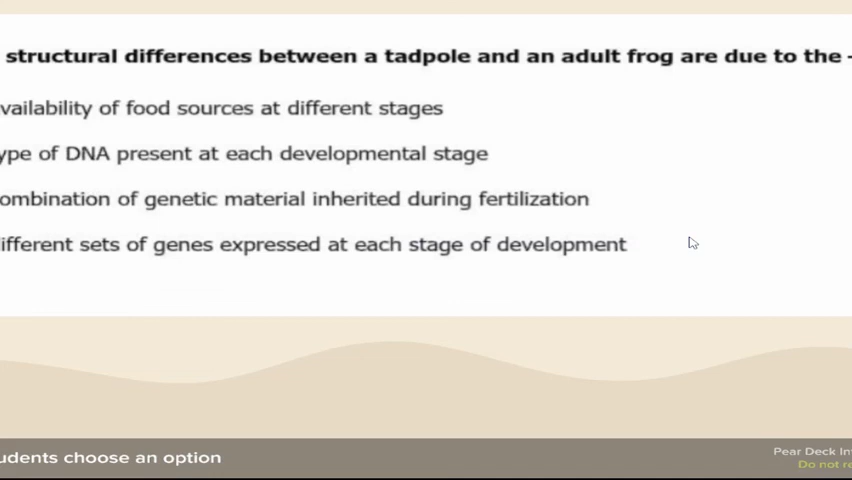 structural differences between a tadpole and an adult frog are due to the -
vailability of food sources at different stages
ype of DNA present at each developmental stage
ombination of genetic material inherited during fertilization
ifferent sets of genes expressed at each stage of development
udents choose an option
Pear Deck In
Do not re